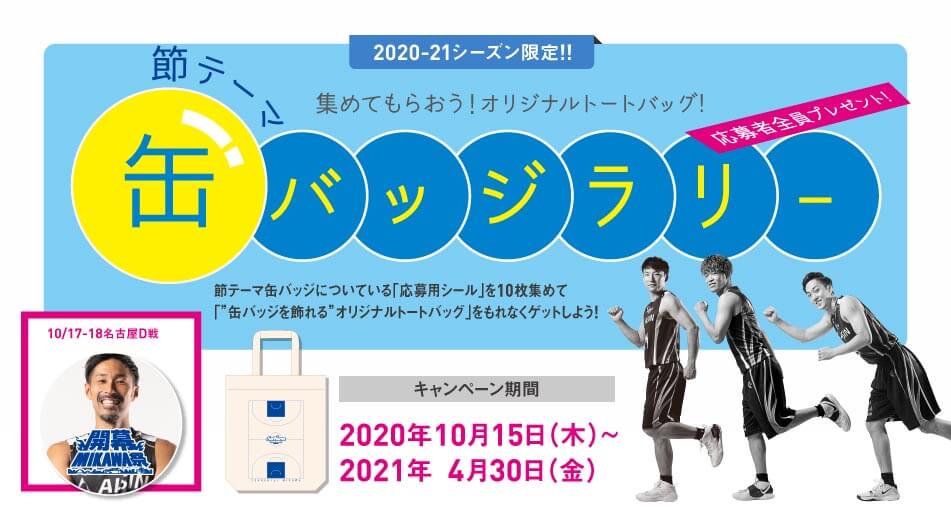 2020-21シーズン限定!!
節テーマ
集めてもらおう!オリジナルトートバッグ!
応募者全員プレゼント!
缶バッジラリー
節テーマ缶バッジについている「応募用シール」を10枚集めて
「"缶バッジを飾れる"オリジナルトートバッグ」をもれなくゲットしよう!
10/17-18名古屋D戦
開幕
MIKAWA祭
キャンペーン期間
2020年10月15日(木)~
2021年 4月30日(金)